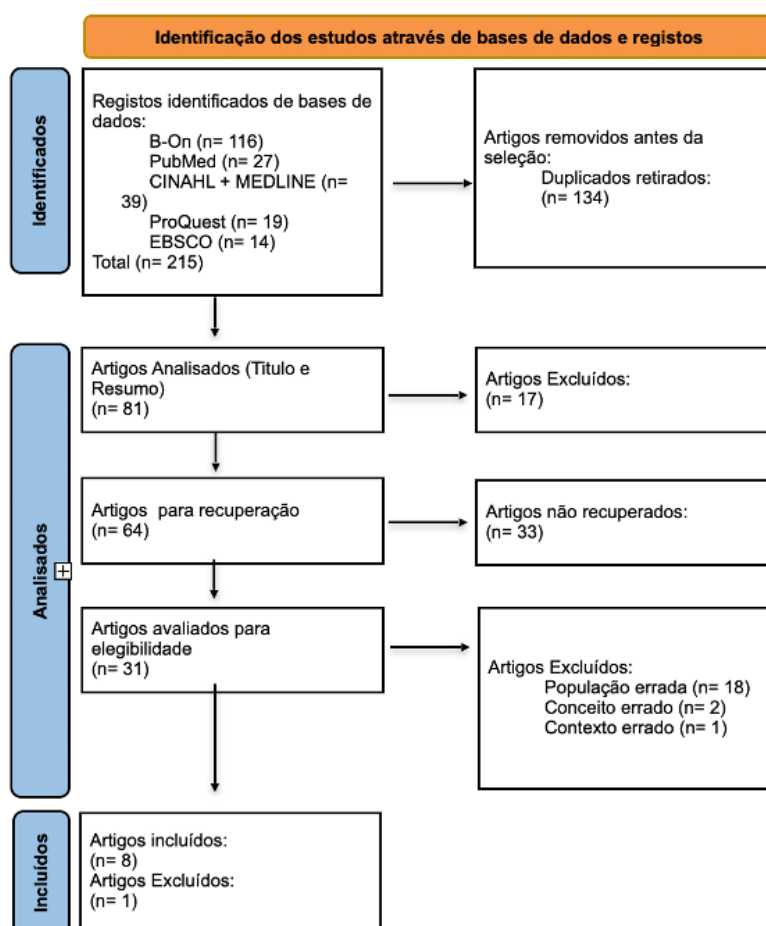 Identificação dos estudos através de bases de dados e registos
Identificados
Registos identificados de bases de
dados:
B-On (n= 116)
PubMed (n= 27)
CINAHL + MEDLINE (n=
39)
ProQuest (n= 19)
EBSCO (n= 14)
Total (n= 215)
Artigos removidos antes da
seleção:
Duplicados retirados:
(n= 134)
Analisados
Artigos Analisados (Titulo e
Resumo)
(n= 81)
Artigos Excluídos:
(n= 17)
Artigos para recuperação
(n= 64)
Artigos não recuperados:
(n= 33)
Artigos avaliados para
elegibilidade
(n= 31)
Artigos Excluídos:
População errada (n= 18)
Conceito errado (n= 2)
Contexto errado (n= 1)
Incluídos
Artigos incluídos:
(n= 8)
Artigos Excluídos:
(n= 1)